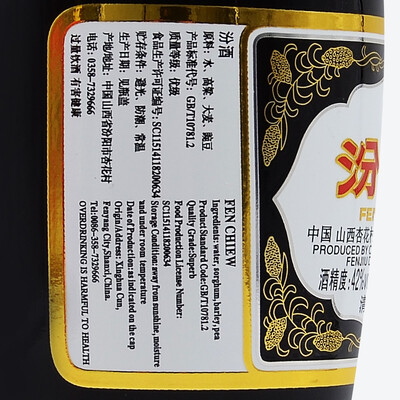 汾酒
原料：水、高粱、大麦、豌豆
产品标准代号：GB/T10781.2
质量等级：优级
食品生产许可证编号：SC11514118200634
贮存条件：避光、防潮、常温
生产日期：见瓶盖
产地：中国山西省汾阳市杏花村
电话：0358-7329666
过量饮酒 有害健康
FEN CHIEW
Ingredients: water, sorghum, barley, pea
Product Standard Code:GB/T10781.2
Quality Grade:Superb
Food Production License Number:
SC11514118200634
Storage Condition: away from sunshine, moisture
and under room temperature
Date of Production: as indicated on the cap
Origin/Address: Xinghua Cun,
Fenyang City,Shanxi,China.
Tel:0086-358-7329666
OVERDRINKING IS HARMFUL TO HEALTH
汾
中国 山西杏花村
PRODUCED BY
酒精度：42%